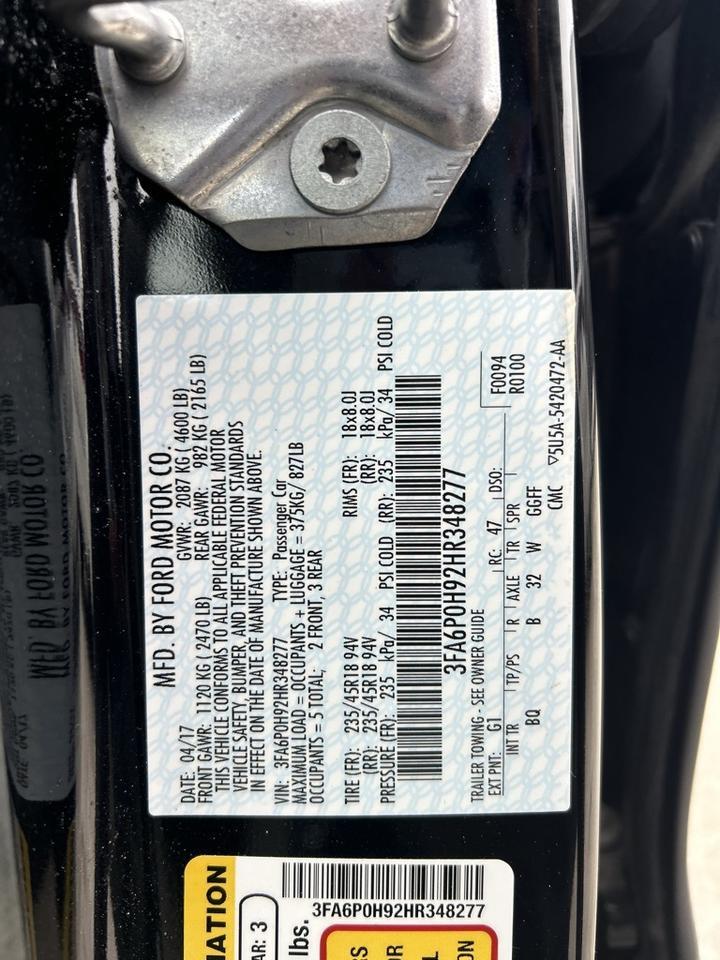 MFD. BY FORD MOTOR CO.
DATE: 04/17 GVWR: 2087 KG ( 4600 LB)
FRONT GAWR: 1120 KG ( 2470 LB) REAR GAWR: 982 KG ( 2165 LB)
THIS VEHICLE CONFORMS TO ALL APPLICABLE FEDERAL MOTOR
VEHICLE SAFETY, BUMPER, AND THEFT PREVENTION STANDARDS
IN EFFECT ON THE DATE OF MANUFACTURE SHOWN ABOVE.
VIN: 3FA6P0H92HR348277 TYPE: Passenger Car
MAXIMUM LOAD = OCCUPANTS + LUGGAGE = 375KG/ 827LB
OCCUPANTS = 5 TOTAL; 2 FRONT, 3 REAR
TIRE (FR): 235/45R18 94V RIMS (FR): 18x8.0J
(RR): 235/45R18 94V (RR): 18x8.0J
PRESSURE (FR): 235 kPa/ 34 PSI COLD (RR): 235 kPa/ 34 PSI COLD
3FA6P0H92HR348277
TRAILER TOWING - SEE OWNER GUIDE
F0094
EXT PNT: G1 RC: 47 DSO: R0100
INT TR TP/PS R AXLE TR SPR
BQ B 32 W GGFF
CMC ▽5U5A-5420472-AA
3FA6P0H92HR348277
MATION
AR: 3
lbs.
RS
OR
L
ON